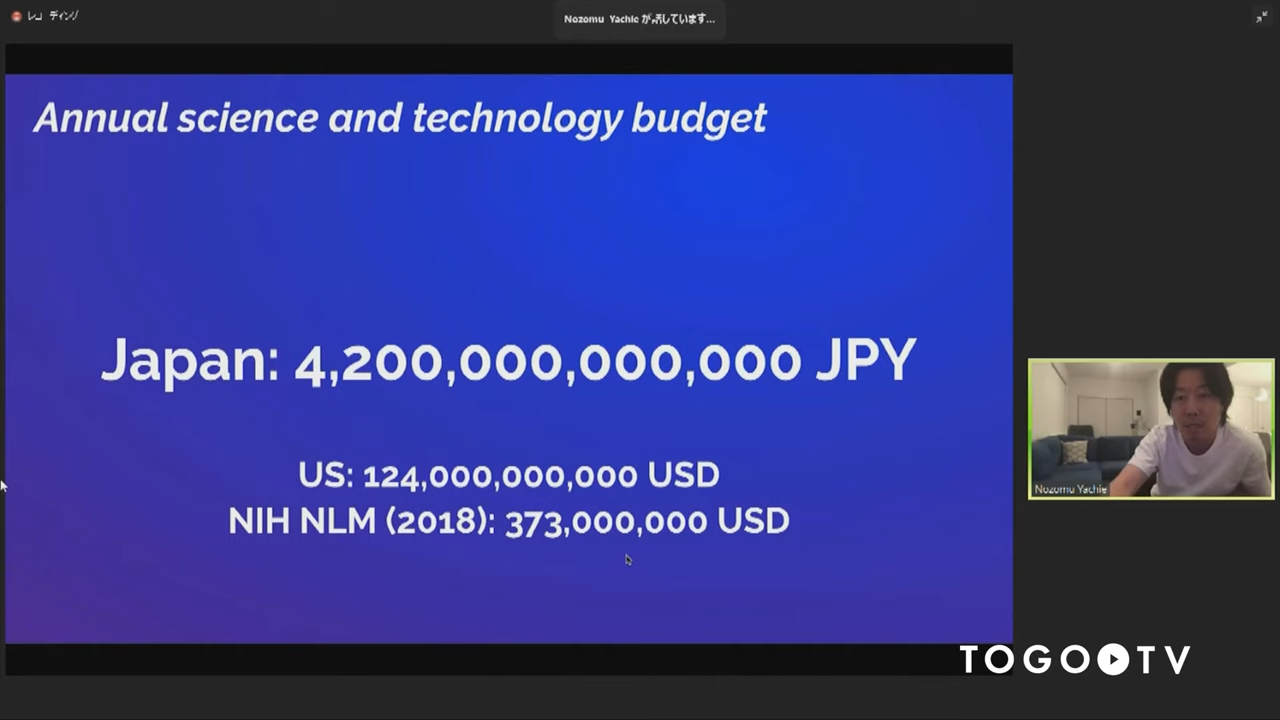 Nozomu Yachie が話しています...
Annual science and technology budget
Japan: 4,200,000,000,000 JPY
US: 124,000,000,000 USD
NIH NLM (2018): 373,000,000 USD
Nozomu Yachie
TOGO TV